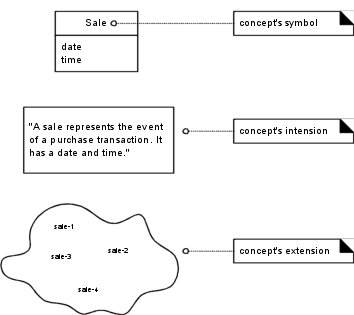 Sale
concept's symbol
date
time
"A sale represents the event
of a purchase transaction. It
has a date and time."
concept's intension
sale-1
sale-2
sale-3
sale-4
concept's extension